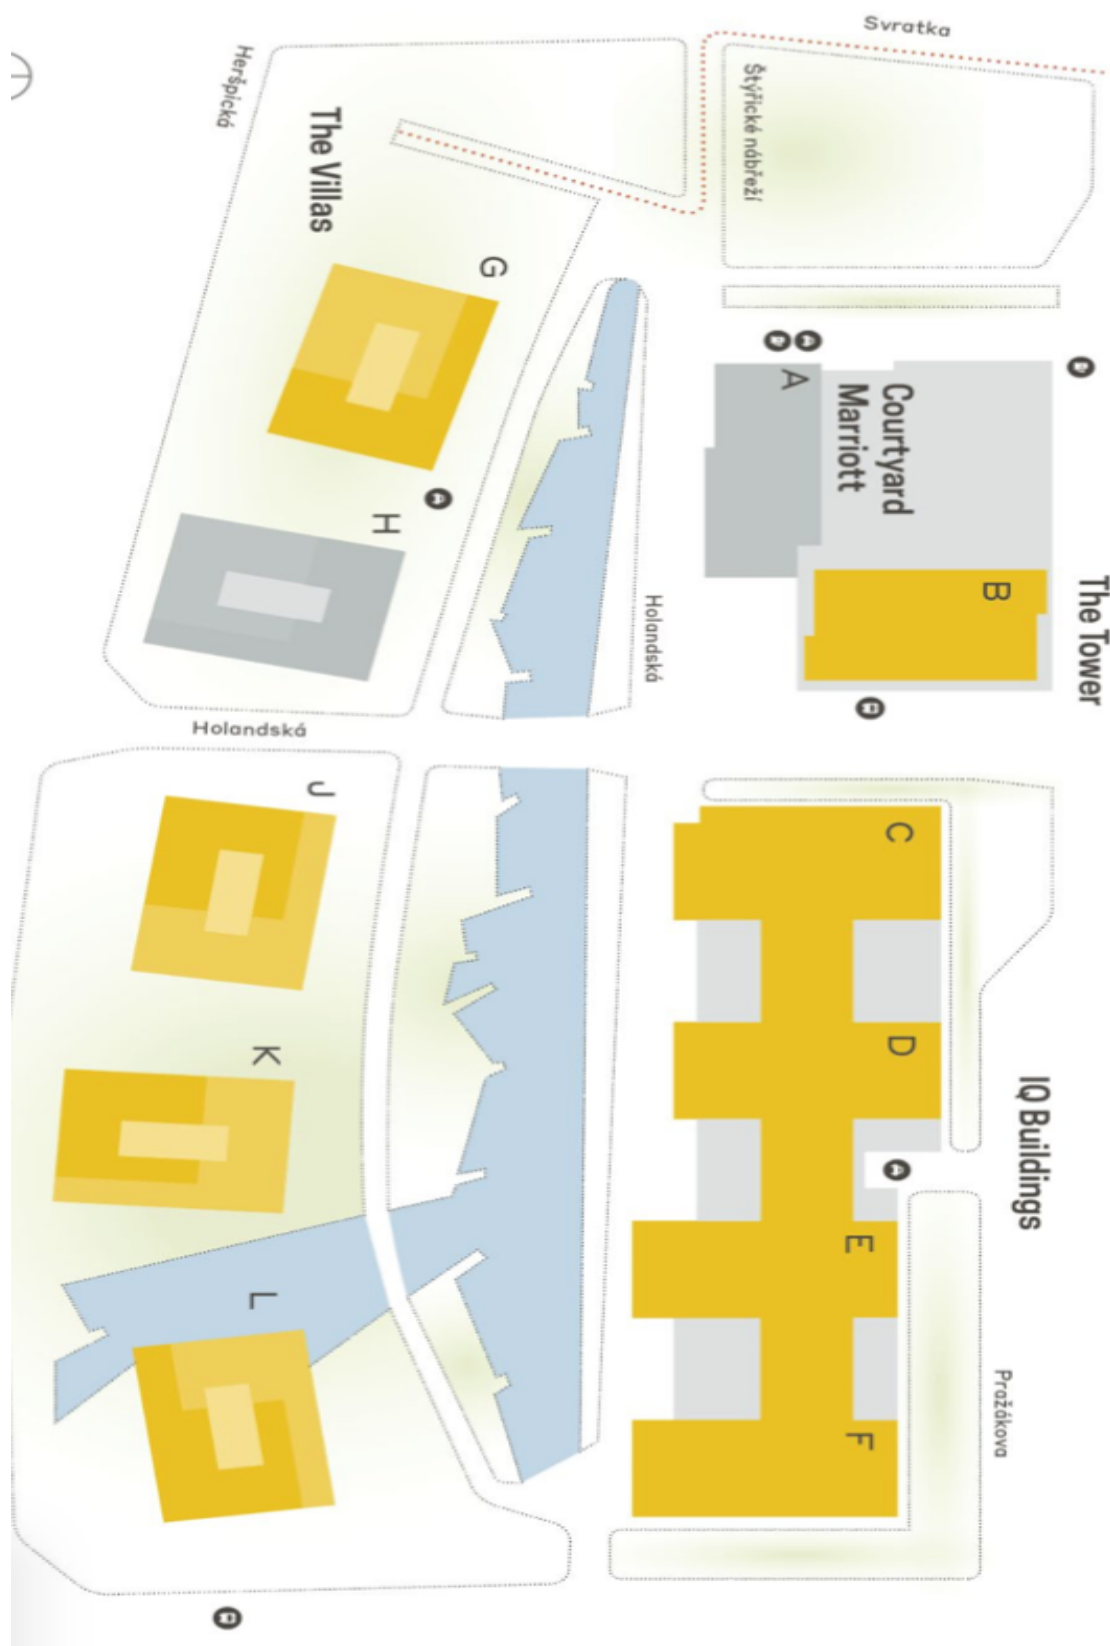 Svratka
Štýřické nábřeží
Heršpická
The Villas
G
H
A
Courtyard
Marriott
B
The Tower
Holandská
Holandská
J
K
L
C
D
E
F
IQ Buildings
Pražákova